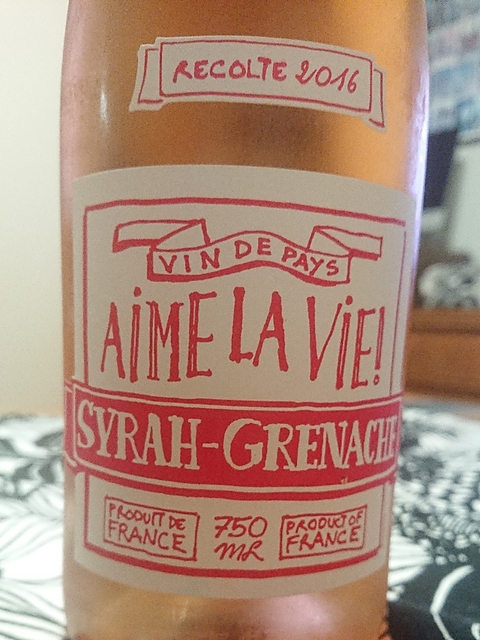 RECOLTE 2016
VIN DE PAYS
AiME LA ViE!
SYRAH-GRENACHE
PRODUIT DE
FRANCE
750
ml
PRODUCT OF
FRANCE